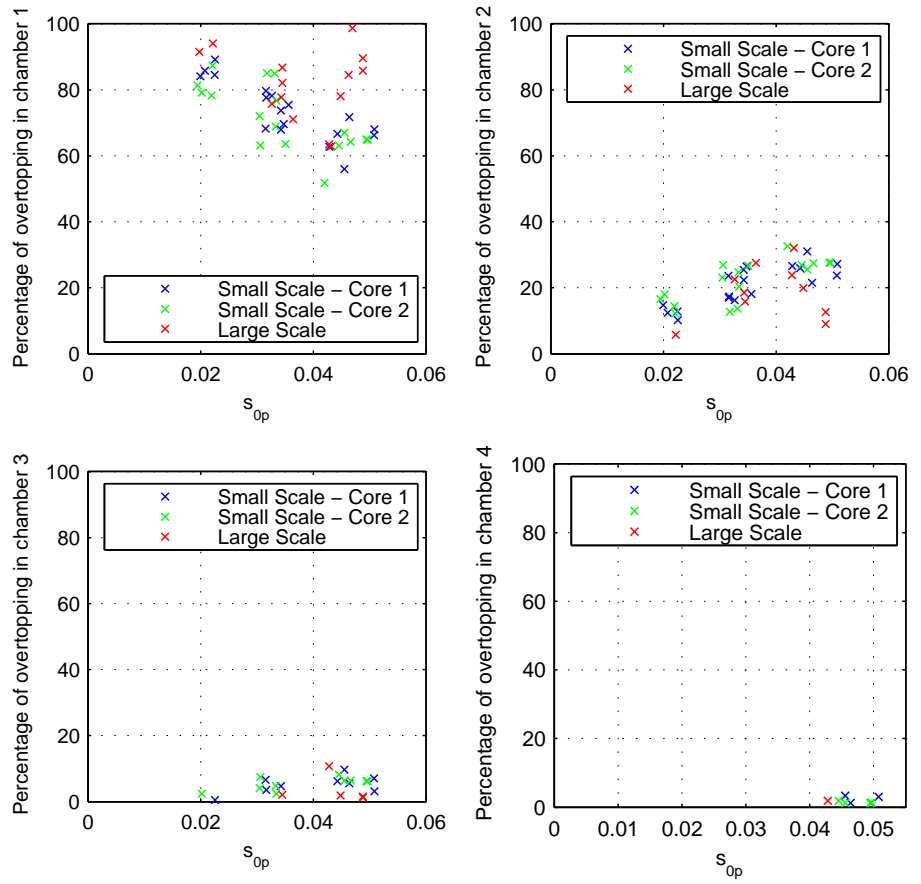 Percentage of overtopping in chamber 1
100
80
60
40
20
0
Small Scale – Core 1
Small Scale – Core 2
Large Scale
0
0.02
0.04
0.06
s0p
Percentage of overtopping in chamber 2
100
80
60
40
20
0
Small Scale – Core 1
Small Scale – Core 2
Large Scale
0
0.02
0.04
0.06
s0p
Percentage of overtopping in chamber 3
100
80
60
40
20
0
Small Scale – Core 1
Small Scale – Core 2
Large Scale
0
0.02
0.04
0.06
s0p
Percentage of overtopping in chamber 4
100
80
60
40
20
0
Small Scale – Core 1
Small Scale – Core 2
Large Scale
0
0.01
0.02
0.03
0.04
0.05
s0p